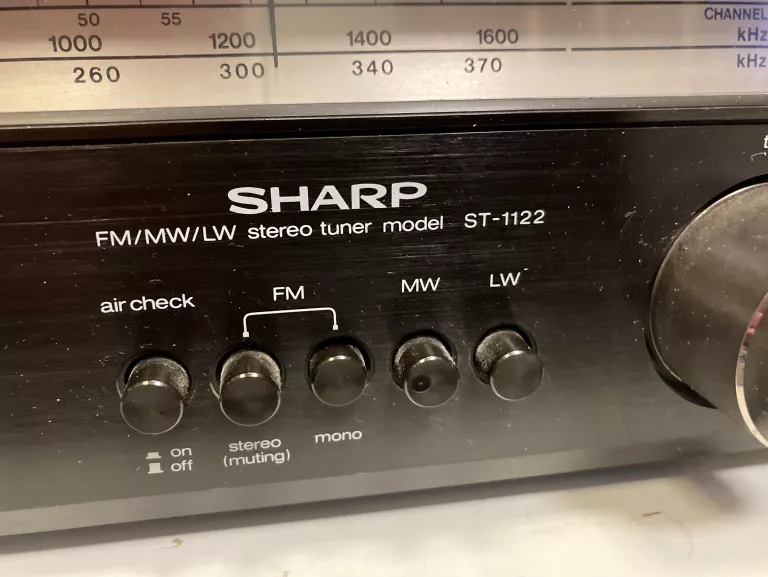 50 55 CHANNEL
1000 1200 1400 1600 kHz
260 300 340 370 kHz
SHARP
FM/MW/LW stereo tuner model ST-1122
air check FM MW LW
on stereo mono
off (muting)